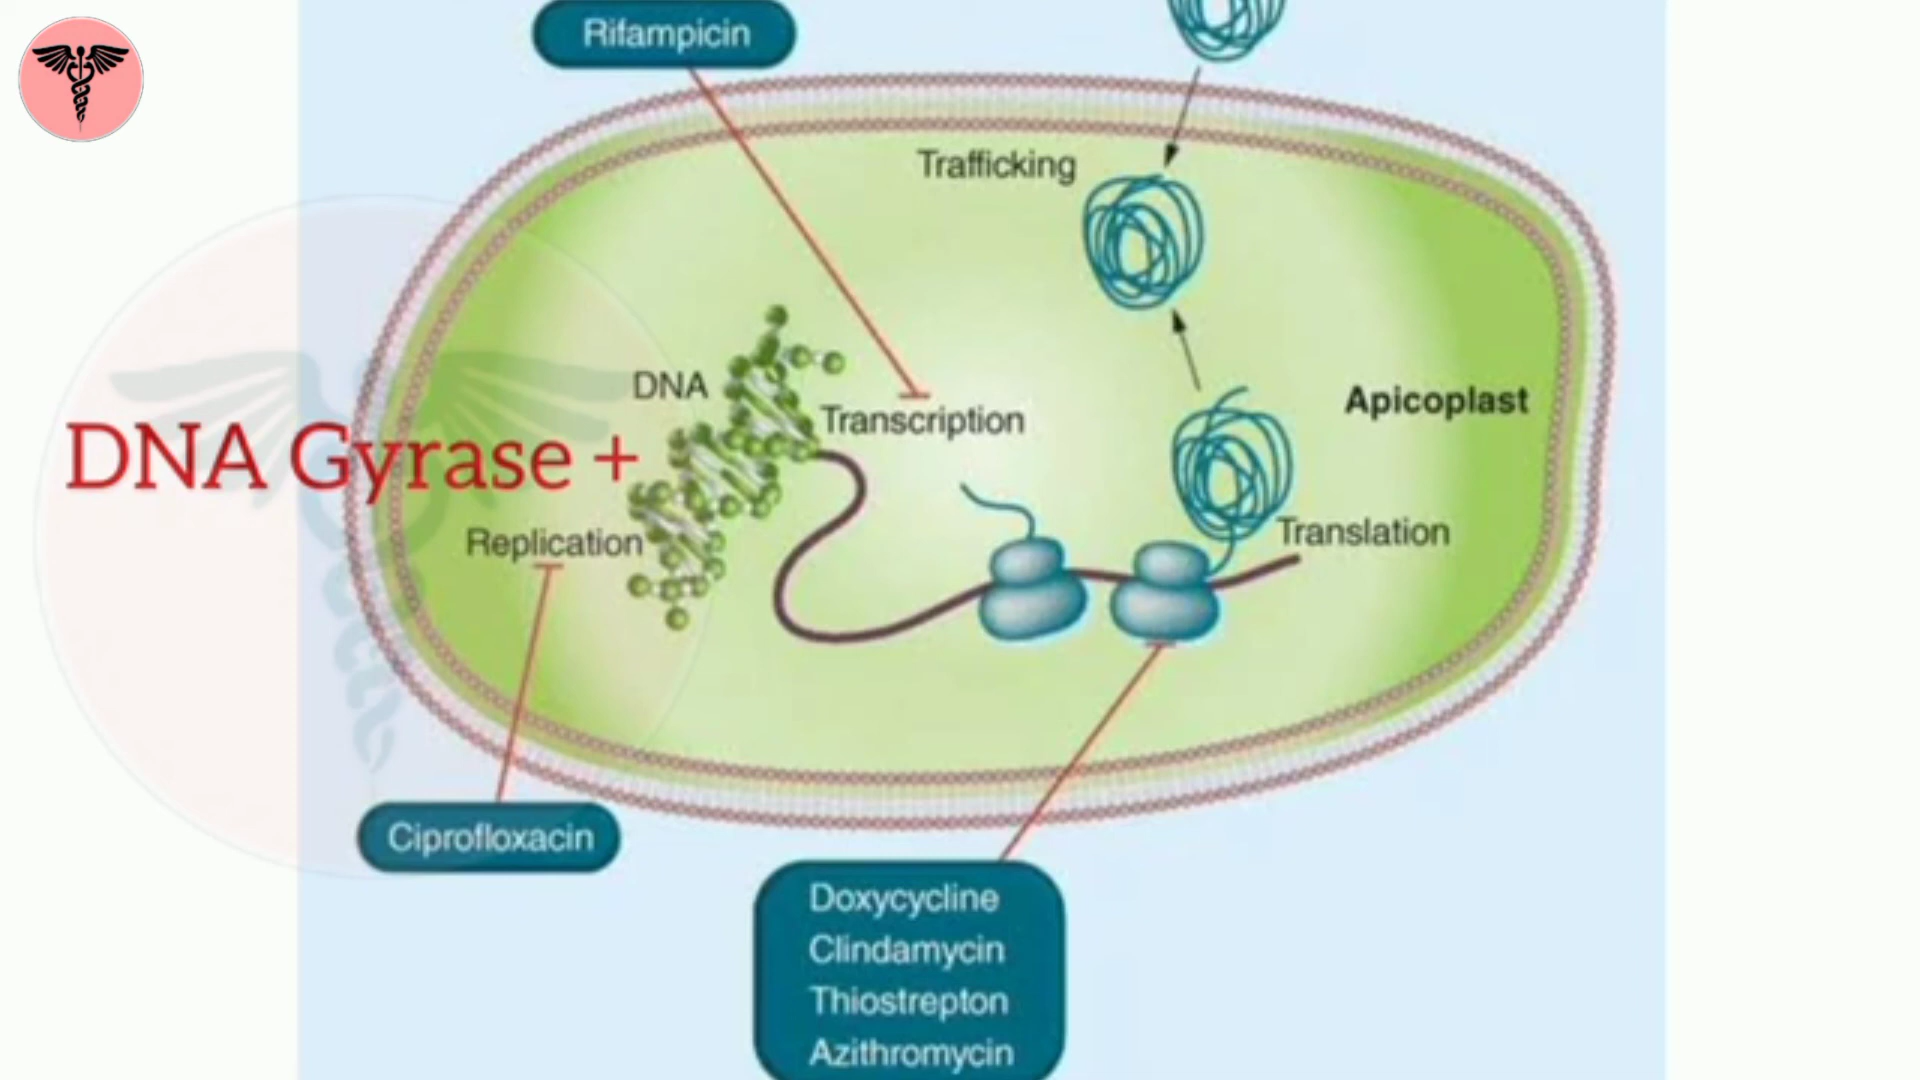 Rifampicin
Trafficking
DNA
Transcription
Apicoplast
DNA Gyrase +
Replication
Translation
Ciprofloxacin
Doxycycline
Clindamycin
Thiostrepton
Azithromycin